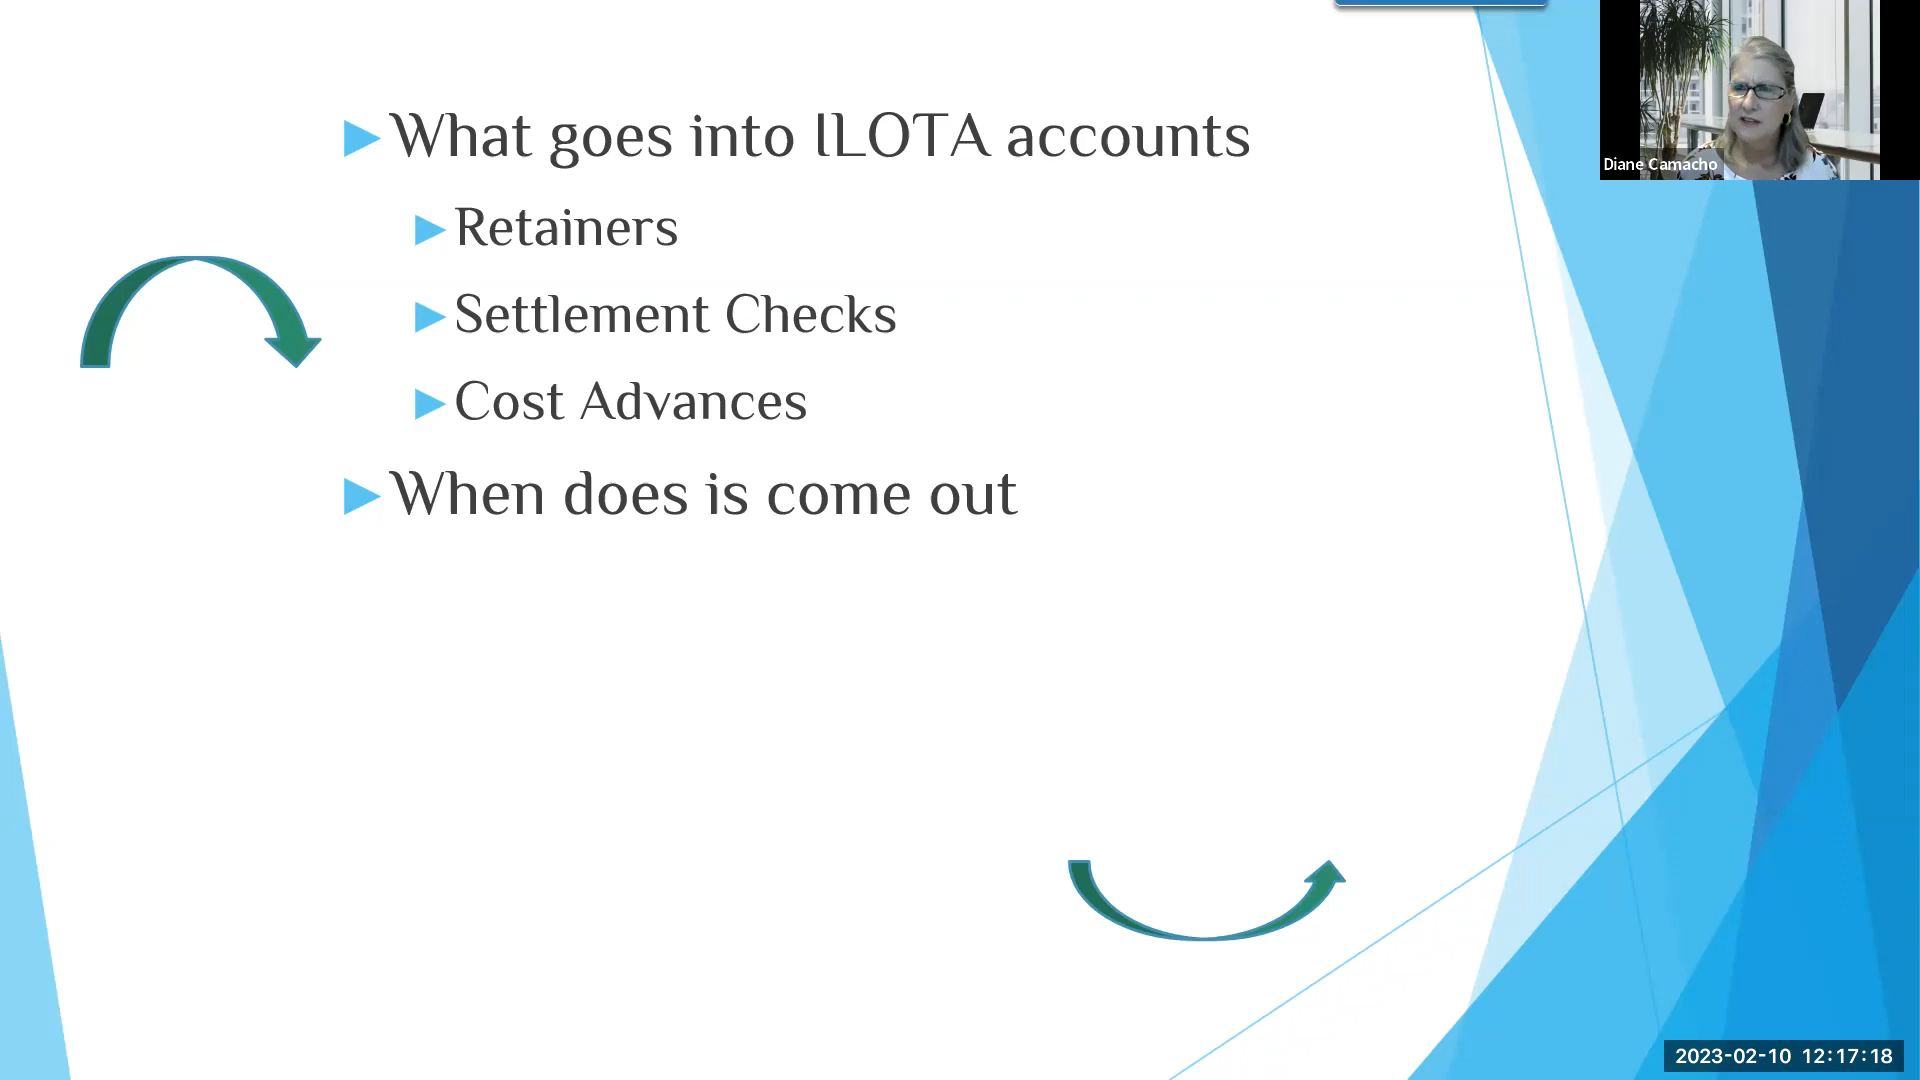 What goes into ILOTA accounts
Retainers
Settlement Checks
Cost Advances
When does is come out
Diane Camacho
2023-02-10 12:17:18